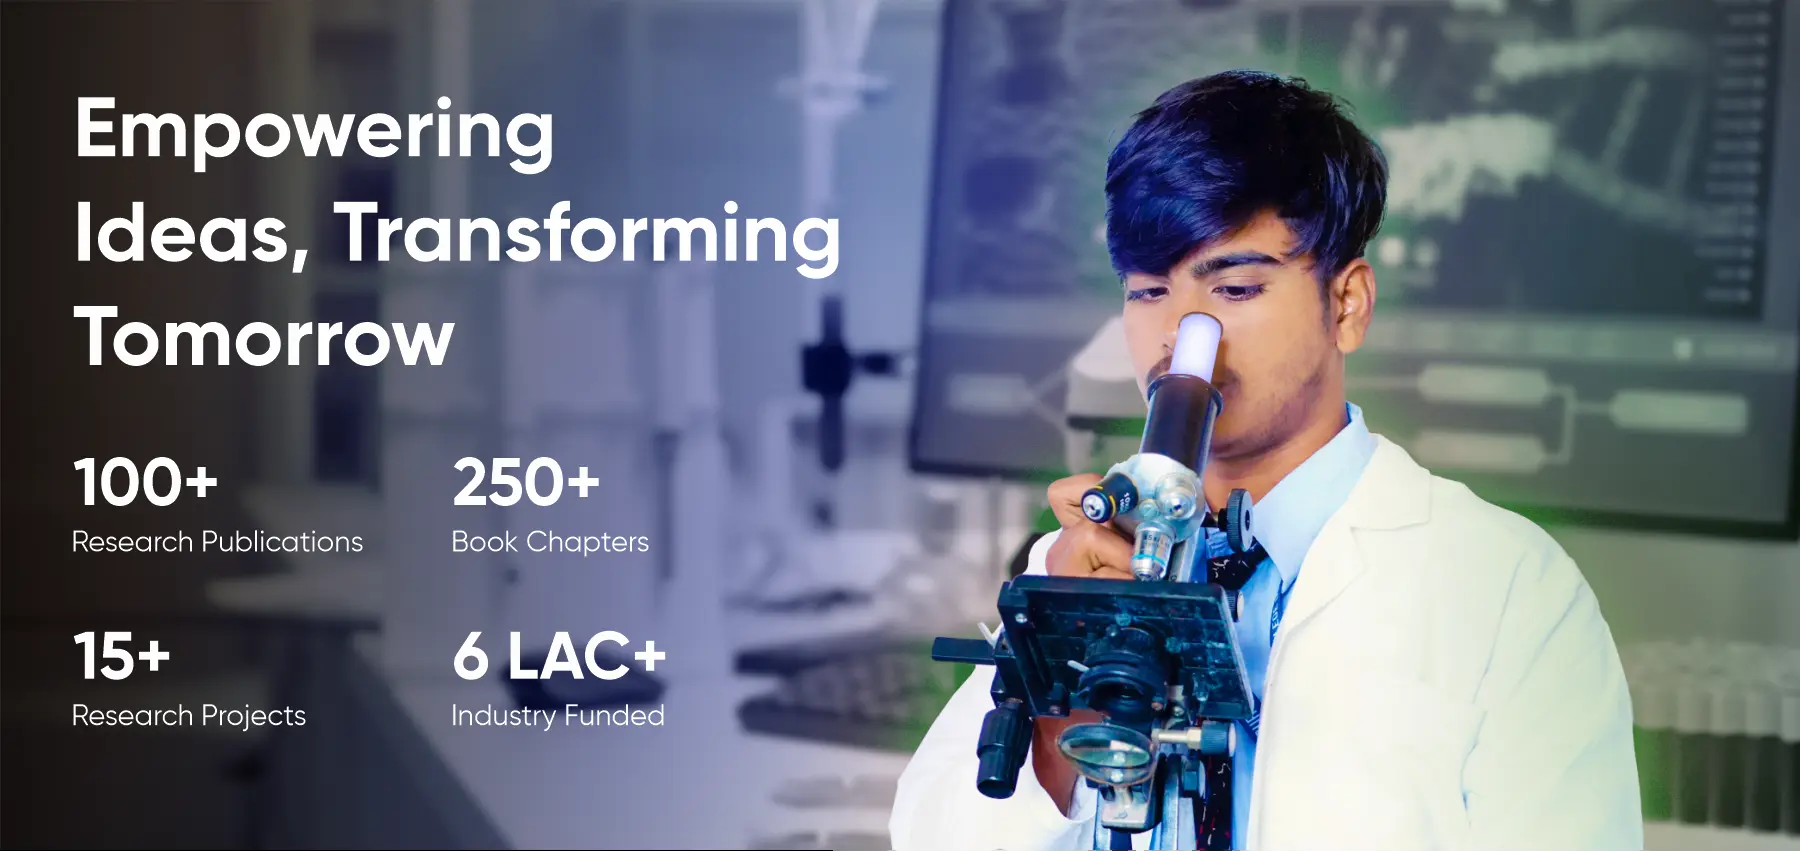 Empowering
Ideas, Transforming
Tomorrow
100+
Research Publications
250+
Book Chapters
15+
Research Projects
6 LAC+
Industry Funded